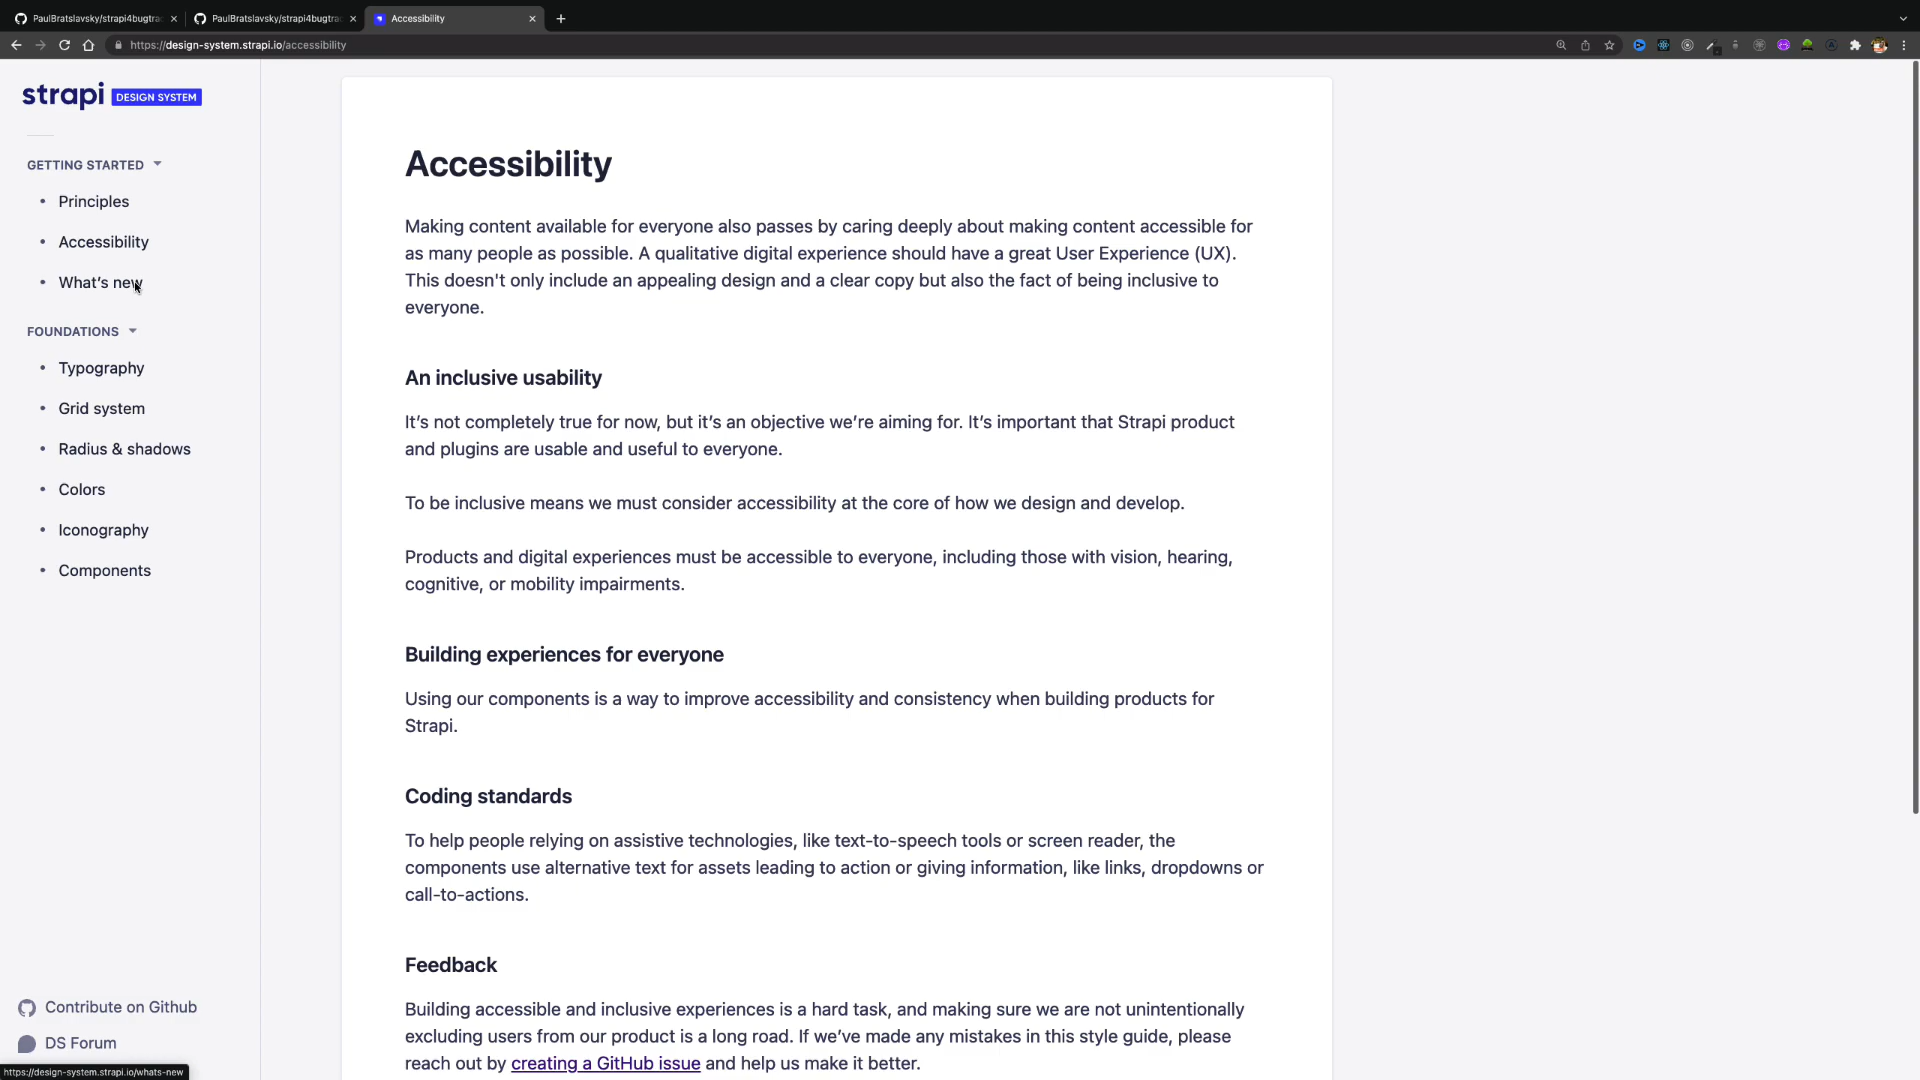 PaulBratslavsky/strapi4bugtra
PaulBratslavsky/strapi4bugtra
Accessibility
https://design-system.strapi.io/accessibility
strapi DESIGN SYSTEM
GETTING STARTED
Principles
Accessibility
What's new
FOUNDATIONS
Typography
Grid system
Radius & shadows
Colors
Iconography
Components
Contribute on Github
DS Forum
https://design-system.strapi.io/whats-new
Accessibility
Making content available for everyone also passes by caring deeply about making content accessible for
as many people as possible. A qualitative digital experience should have a great User Experience (UX).
This doesn't only include an appealing design and a clear copy but also the fact of being inclusive to
everyone.
An inclusive usability
It's not completely true for now, but it's an objective we're aiming for. It's important that Strapi product
and plugins are usable and useful to everyone.
To be inclusive means we must consider accessibility at the core of how we design and develop.
Products and digital experiences must be accessible to everyone, including those with vision, hearing,
cognitive, or mobility impairments.
Building experiences for everyone
Using our components is a way to improve accessibility and consistency when building products for
Strapi.
Coding standards
To help people relying on assistive technologies, like text-to-speech tools or screen reader, the
components use alternative text for assets leading to action or giving information, like links, dropdowns or
call-to-actions.
Feedback
Building accessible and inclusive experiences is a hard task, and making sure we are not unintentionally
excluding users from our product is a long road. If we've made any mistakes in this style guide, please
reach out by creating a GitHub issue and help us make it better.